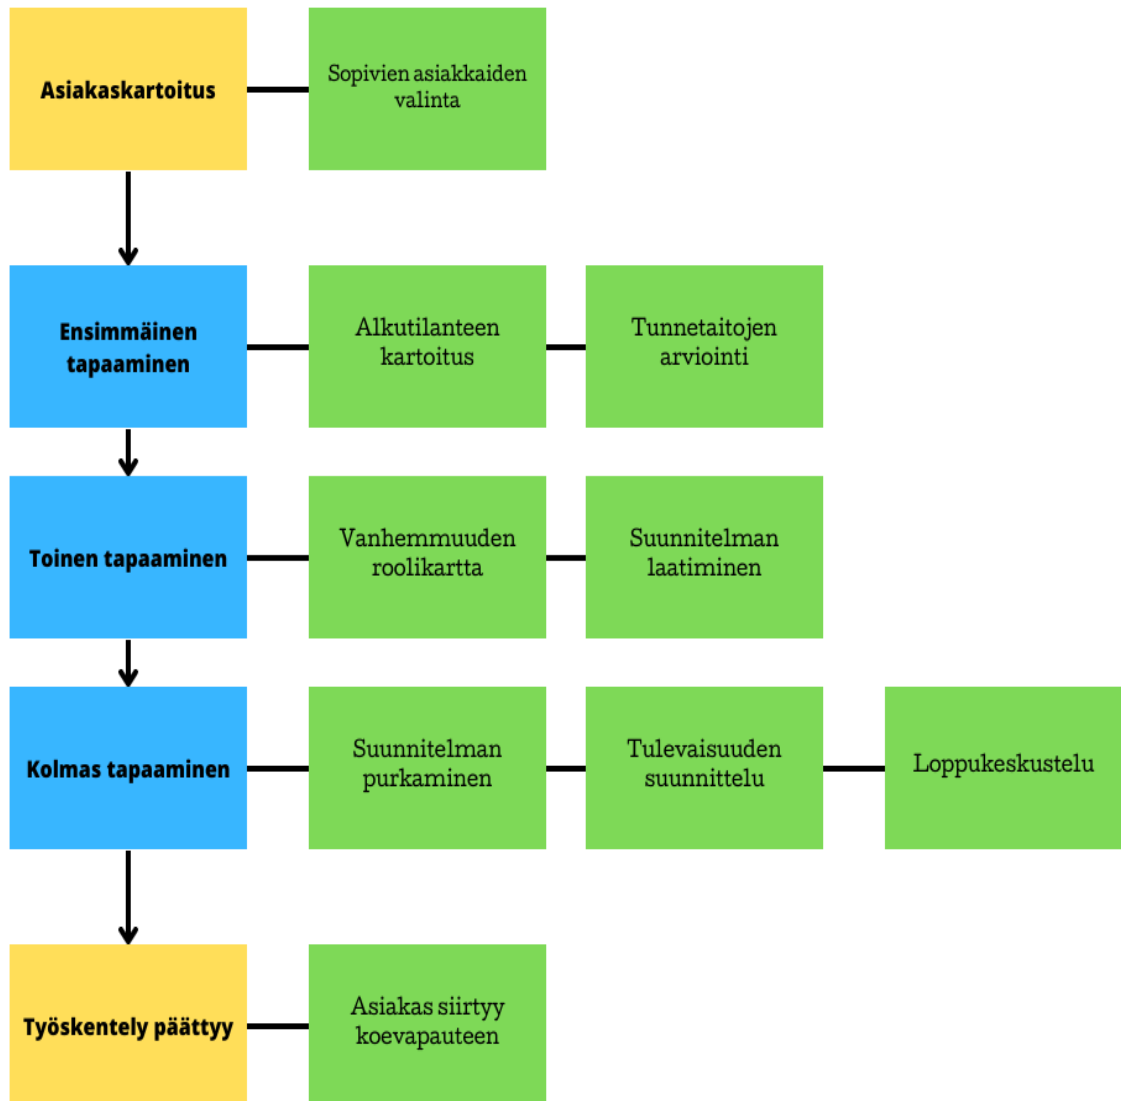 Asiakaskartoitus
Sopivien asiakkaiden
valinta
Ensimmäinen
tapaaminen
Alkutilanteen
kartoitus
Tunnetaitojen
arviointi
Toinen tapaaminen
Vanhemmuuden
roolikartta
Suunnitelman
laatiminen
Kolmas tapaaminen
Suunnitelman
purkaminen
Tulevaisuuden
suunnittelu
Loppukeskustelu
Työskentely päättyy
Asiakas siirtyy
koevapauteen